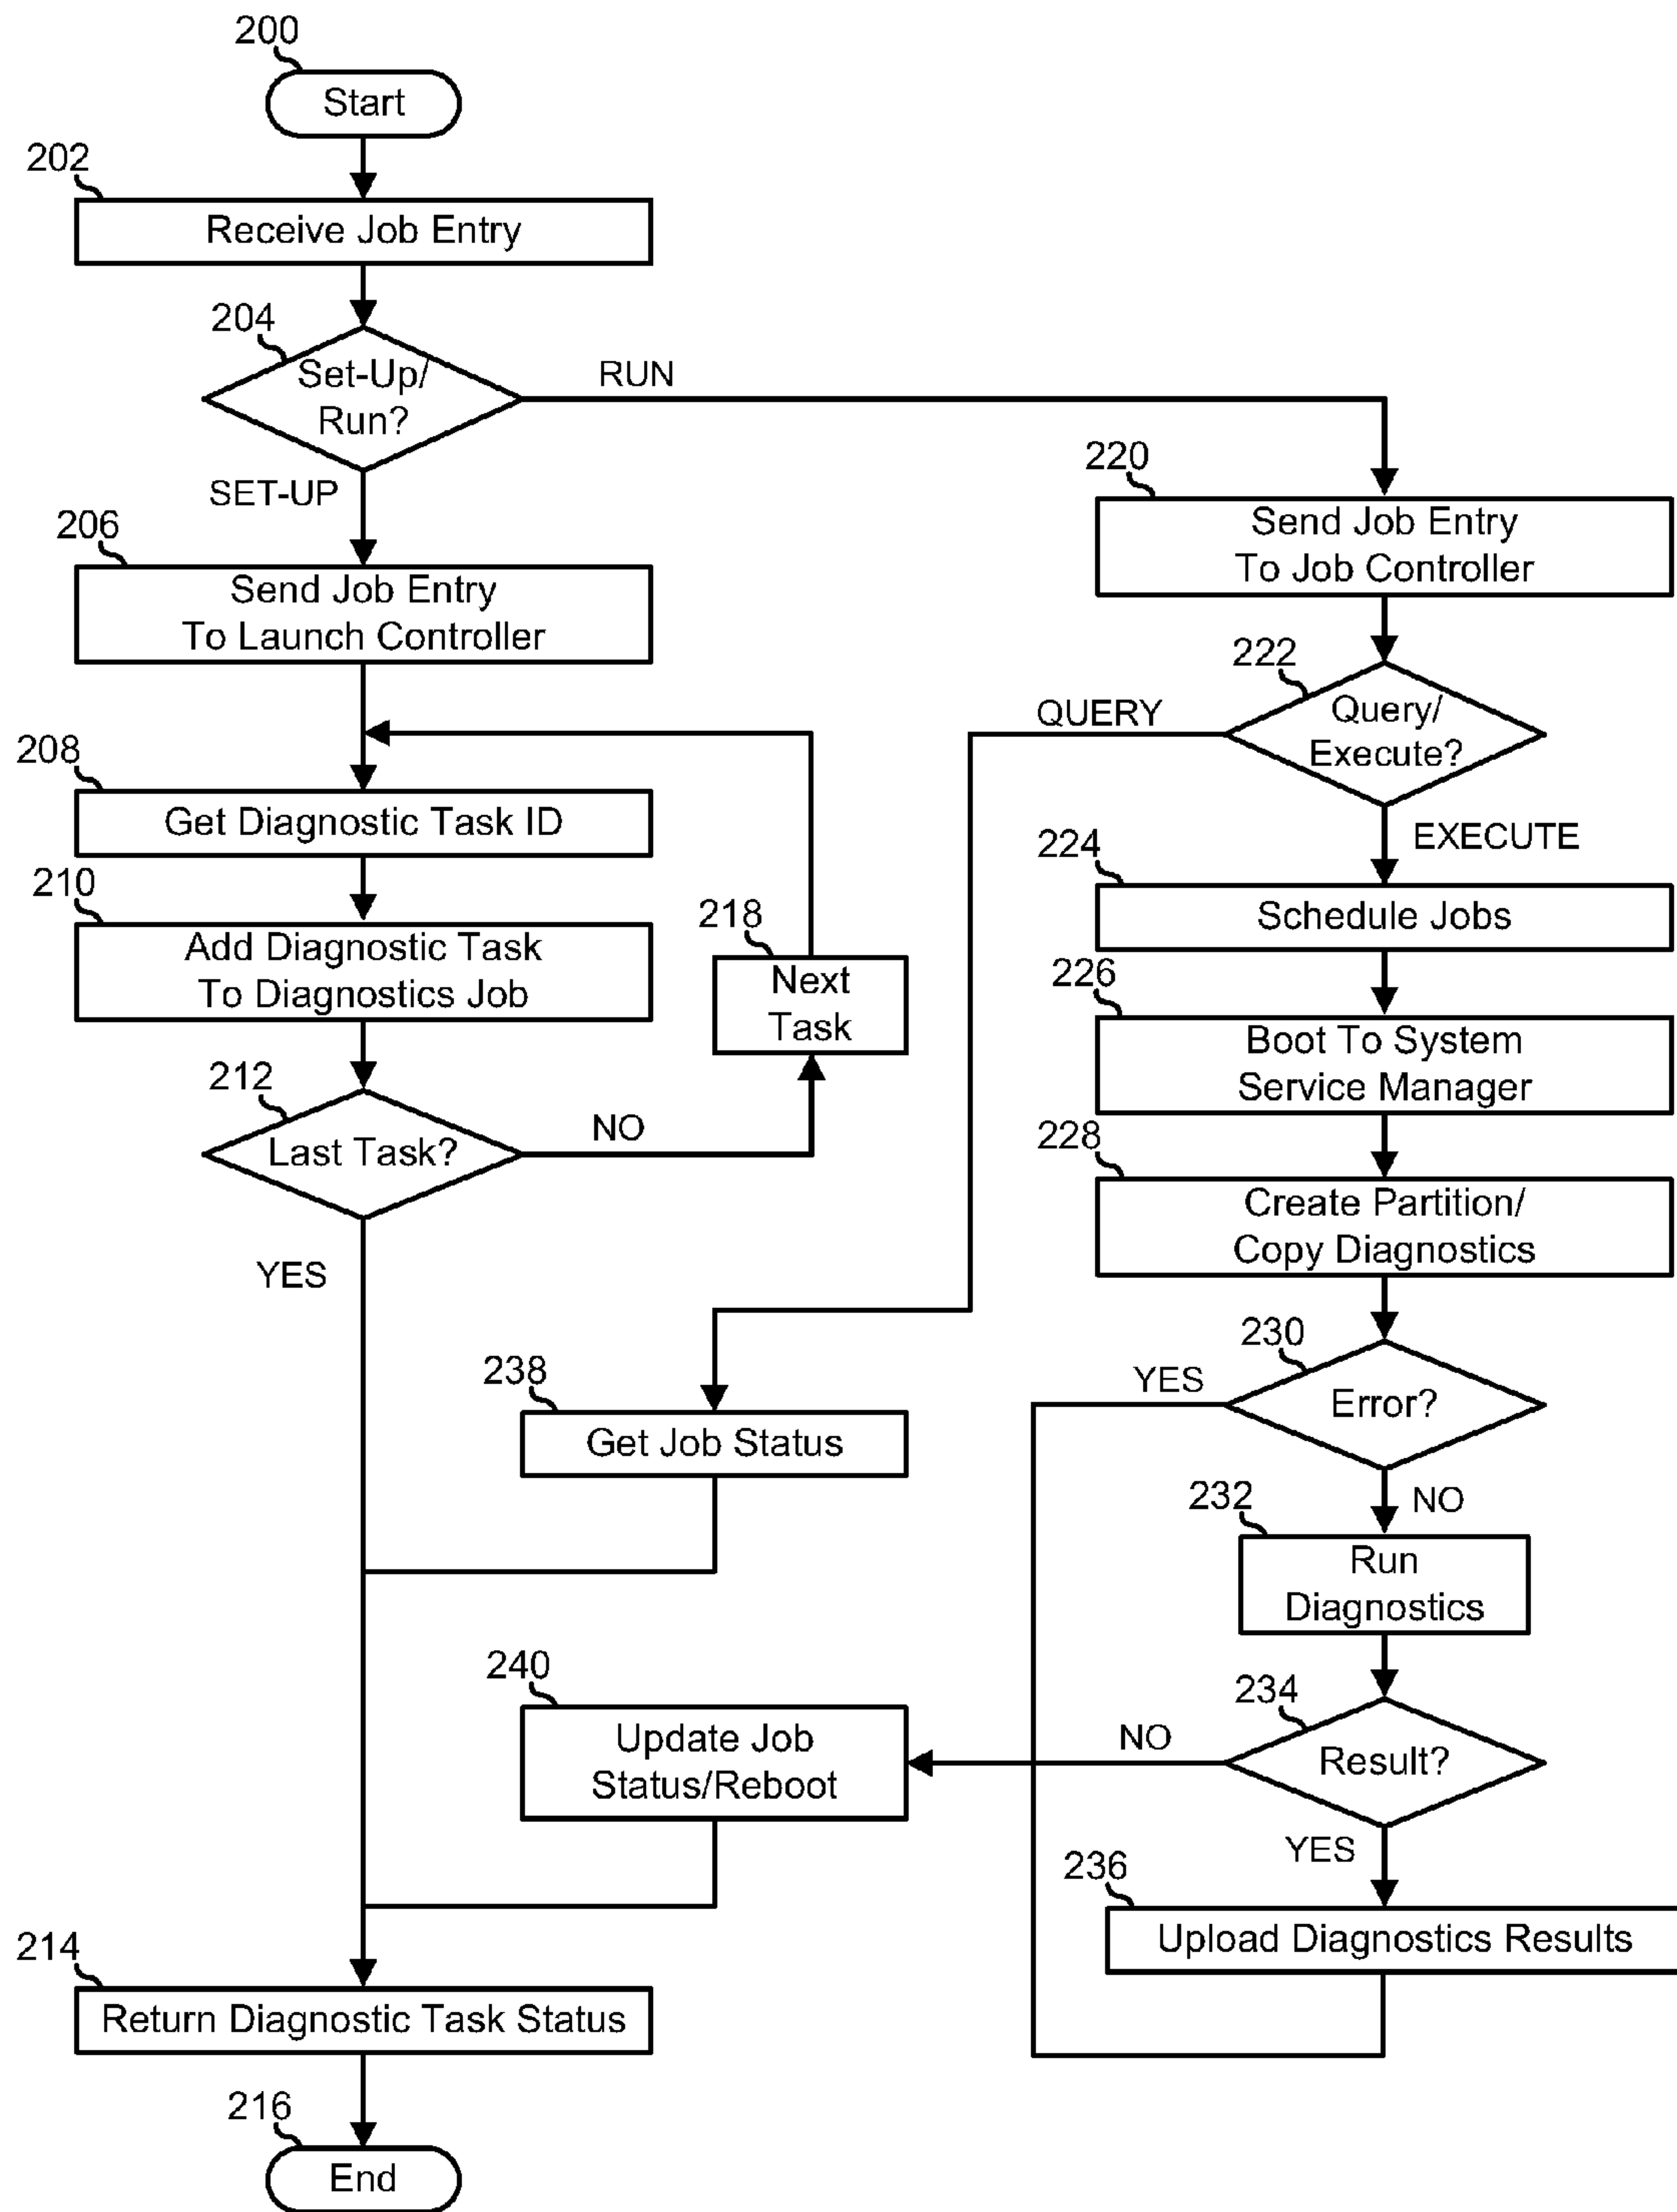 200
Start
202
Receive Job Entry
204
Set-Up/
Run?
RUN
SET-UP
206
Send Job Entry
To Launch Controller
208
Get Diagnostic Task ID
210
Add Diagnostic Task
To Diagnostics Job
218
Next
Task
212
Last Task?
NO
YES
220
Send Job Entry
To Job Controller
222
Query/
Execute?
QUERY
EXECUTE
224
Schedule Jobs
226
Boot To System
Service Manager
228
Create Partition/
Copy Diagnostics
230
Error?
YES
NO
232
Run
Diagnostics
234
Result?
NO
YES
236
Upload Diagnostics Results
238
Get Job Status
240
Update Job
Status/Reboot
214
Return Diagnostic Task Status
216
End